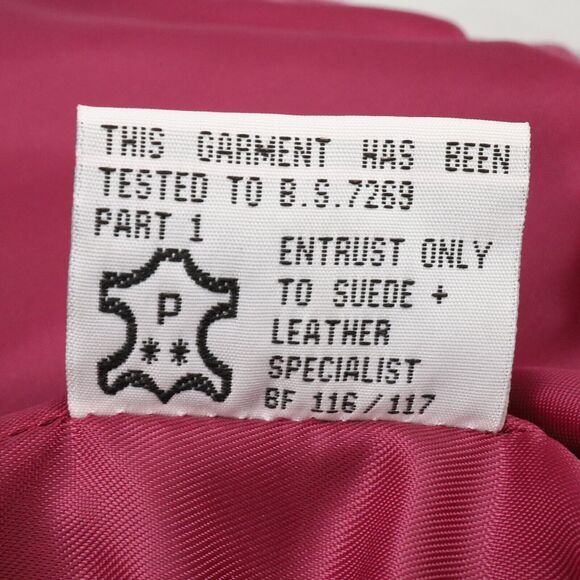 THIS GARMENT HAS BEEN
TESTED TO B.S.7269
PART 1
ENTRUST ONLY
TO SUEDE +
LEATHER
SPECIALIST
BF 116/117
P
**